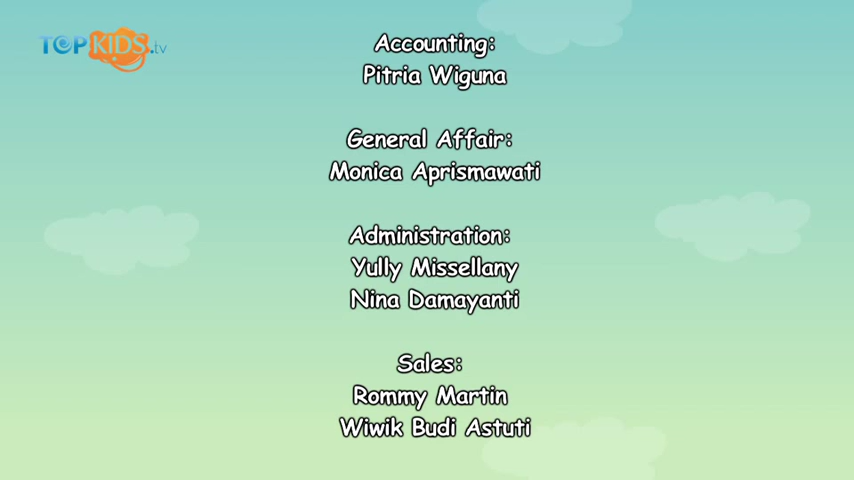 TOPKIDS.tv
Accounting:
Pitria Wiguna
General Affair:
Monica Aprismawati
Administration:
Yully Missellany
Nina Damayanti
Sales:
Rommy Martin
Wiwik Budi Astuti